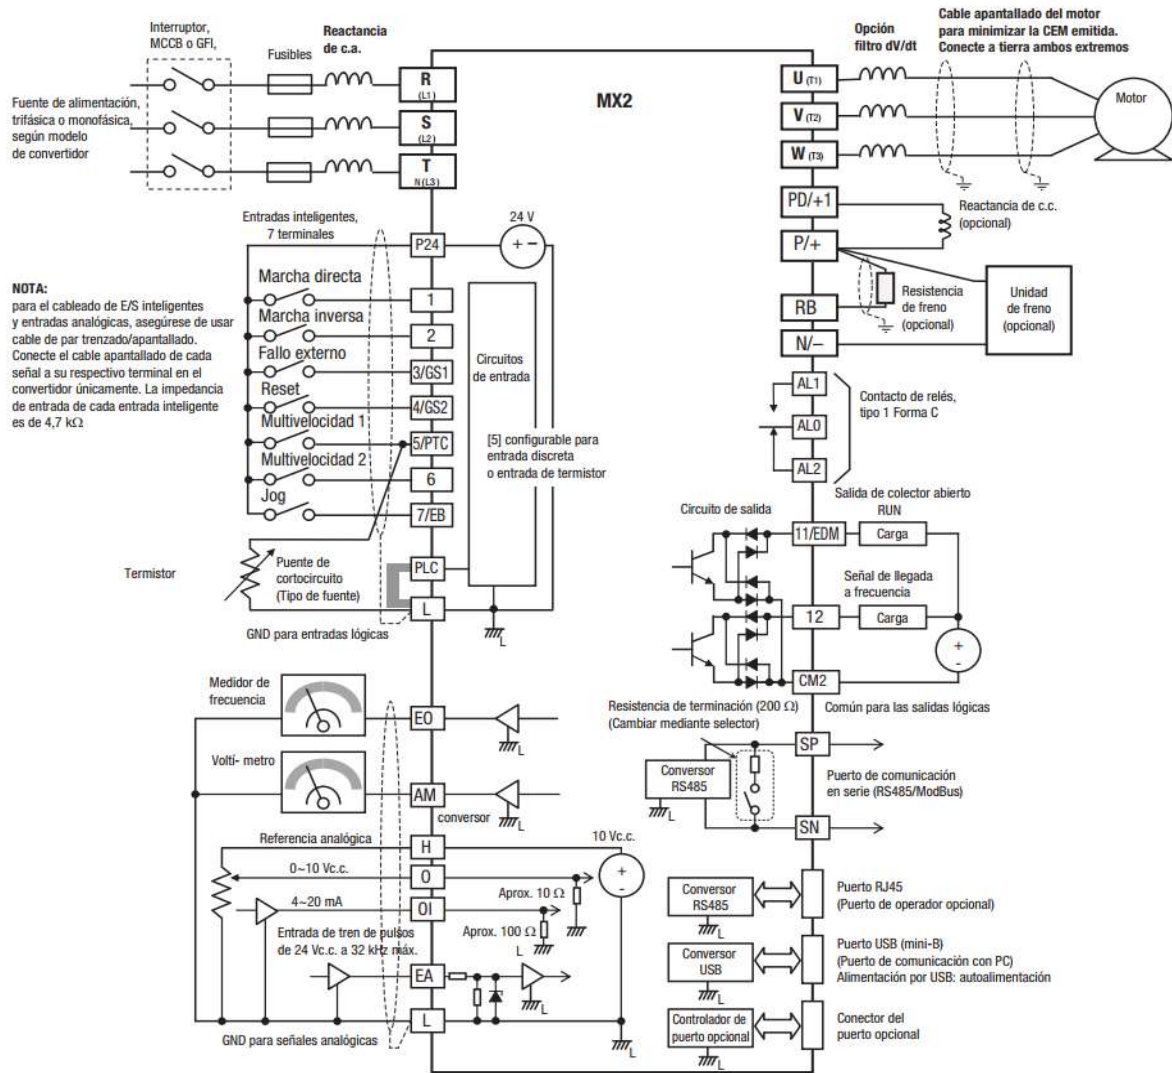 Interruptor,
MCCB o GFI,
Fusibles
Reactancia
de c.a.
Fuente de alimentación,
trifásica o monofásica,
según modelo
de convertidor
R
(L1)
S
(L2)
T
N (L3)
MX2
Opción
filtro dV/dt
Cable apantallado del motor
para minimizar la CEM emitida.
Conecte a tierra ambos extremos
U (T1)
V (T2)
W (T3)
Motor
PD/+1
P/+
RB
N/–
Reactancia de c.c.
(opcional)
Resistencia
de freno
(opcional)
Unidad
de freno
(opcional)
Entradas inteligentes,
7 terminales
24 V
+ –
P24
NOTA:
para el cableado de E/S inteligentes
y entradas analógicas, asegúrese de usar
cable de par trenzado/apantallado.
Conecte el cable apantallado de cada
señal a su respectivo terminal en el
convertidor únicamente. La impedancia
de entrada de cada entrada inteligente
es de 4,7 kΩ
Marcha directa
1
Marcha inversa
2
Fallo externo
3/GS1
Reset
4/GS2
Multivelocidad 1
5/PTC
Multivelocidad 2
6
Jog
7/EB
Circuitos
de entrada
[5] configurable para
entrada discreta
o entrada de termistor
Termistor
Puente de
cortocircuito
(Tipo de fuente)
PLC
L
L
GND para entradas lógicas
AL1
AL0
AL2
Contacto de relés,
tipo 1 Forma C
Circuito de salida
Salida de colector abierto
RUN
11/EDM
Carga
Señal de llegada
a frecuencia
12
Carga
+
-
CM2
Común para las salidas lógicas
Resistencia de terminación (200 Ω)
(Cambiar mediante selector)
Conversor
RS485
L
SP
SN
Puerto de comunicación
en serie (RS485/ModBus)
Medidor de
frecuencia
EO
L
Voltí- metro
AM
conversor
L
Referencia analógica
H
10 Vc.c.
+
-
0~10 Vc.c.
O
Aprox. 10 Ω
4~20 mA
OI
Aprox. 100 Ω
L
Entrada de tren de pulsos
de 24 Vc.c. a 32 kHz máx.
EA
L
L
L
GND para señales analógicas
Conversor
RS485
L
Puerto RJ45
(Puerto de operador opcional)
Conversor
USB
L
Puerto USB (mini-B)
(Puerto de comunicación con PC)
Alimentación por USB: autoalimentación
Controlador de
puerto opcional
L
Conector del
puerto opcional